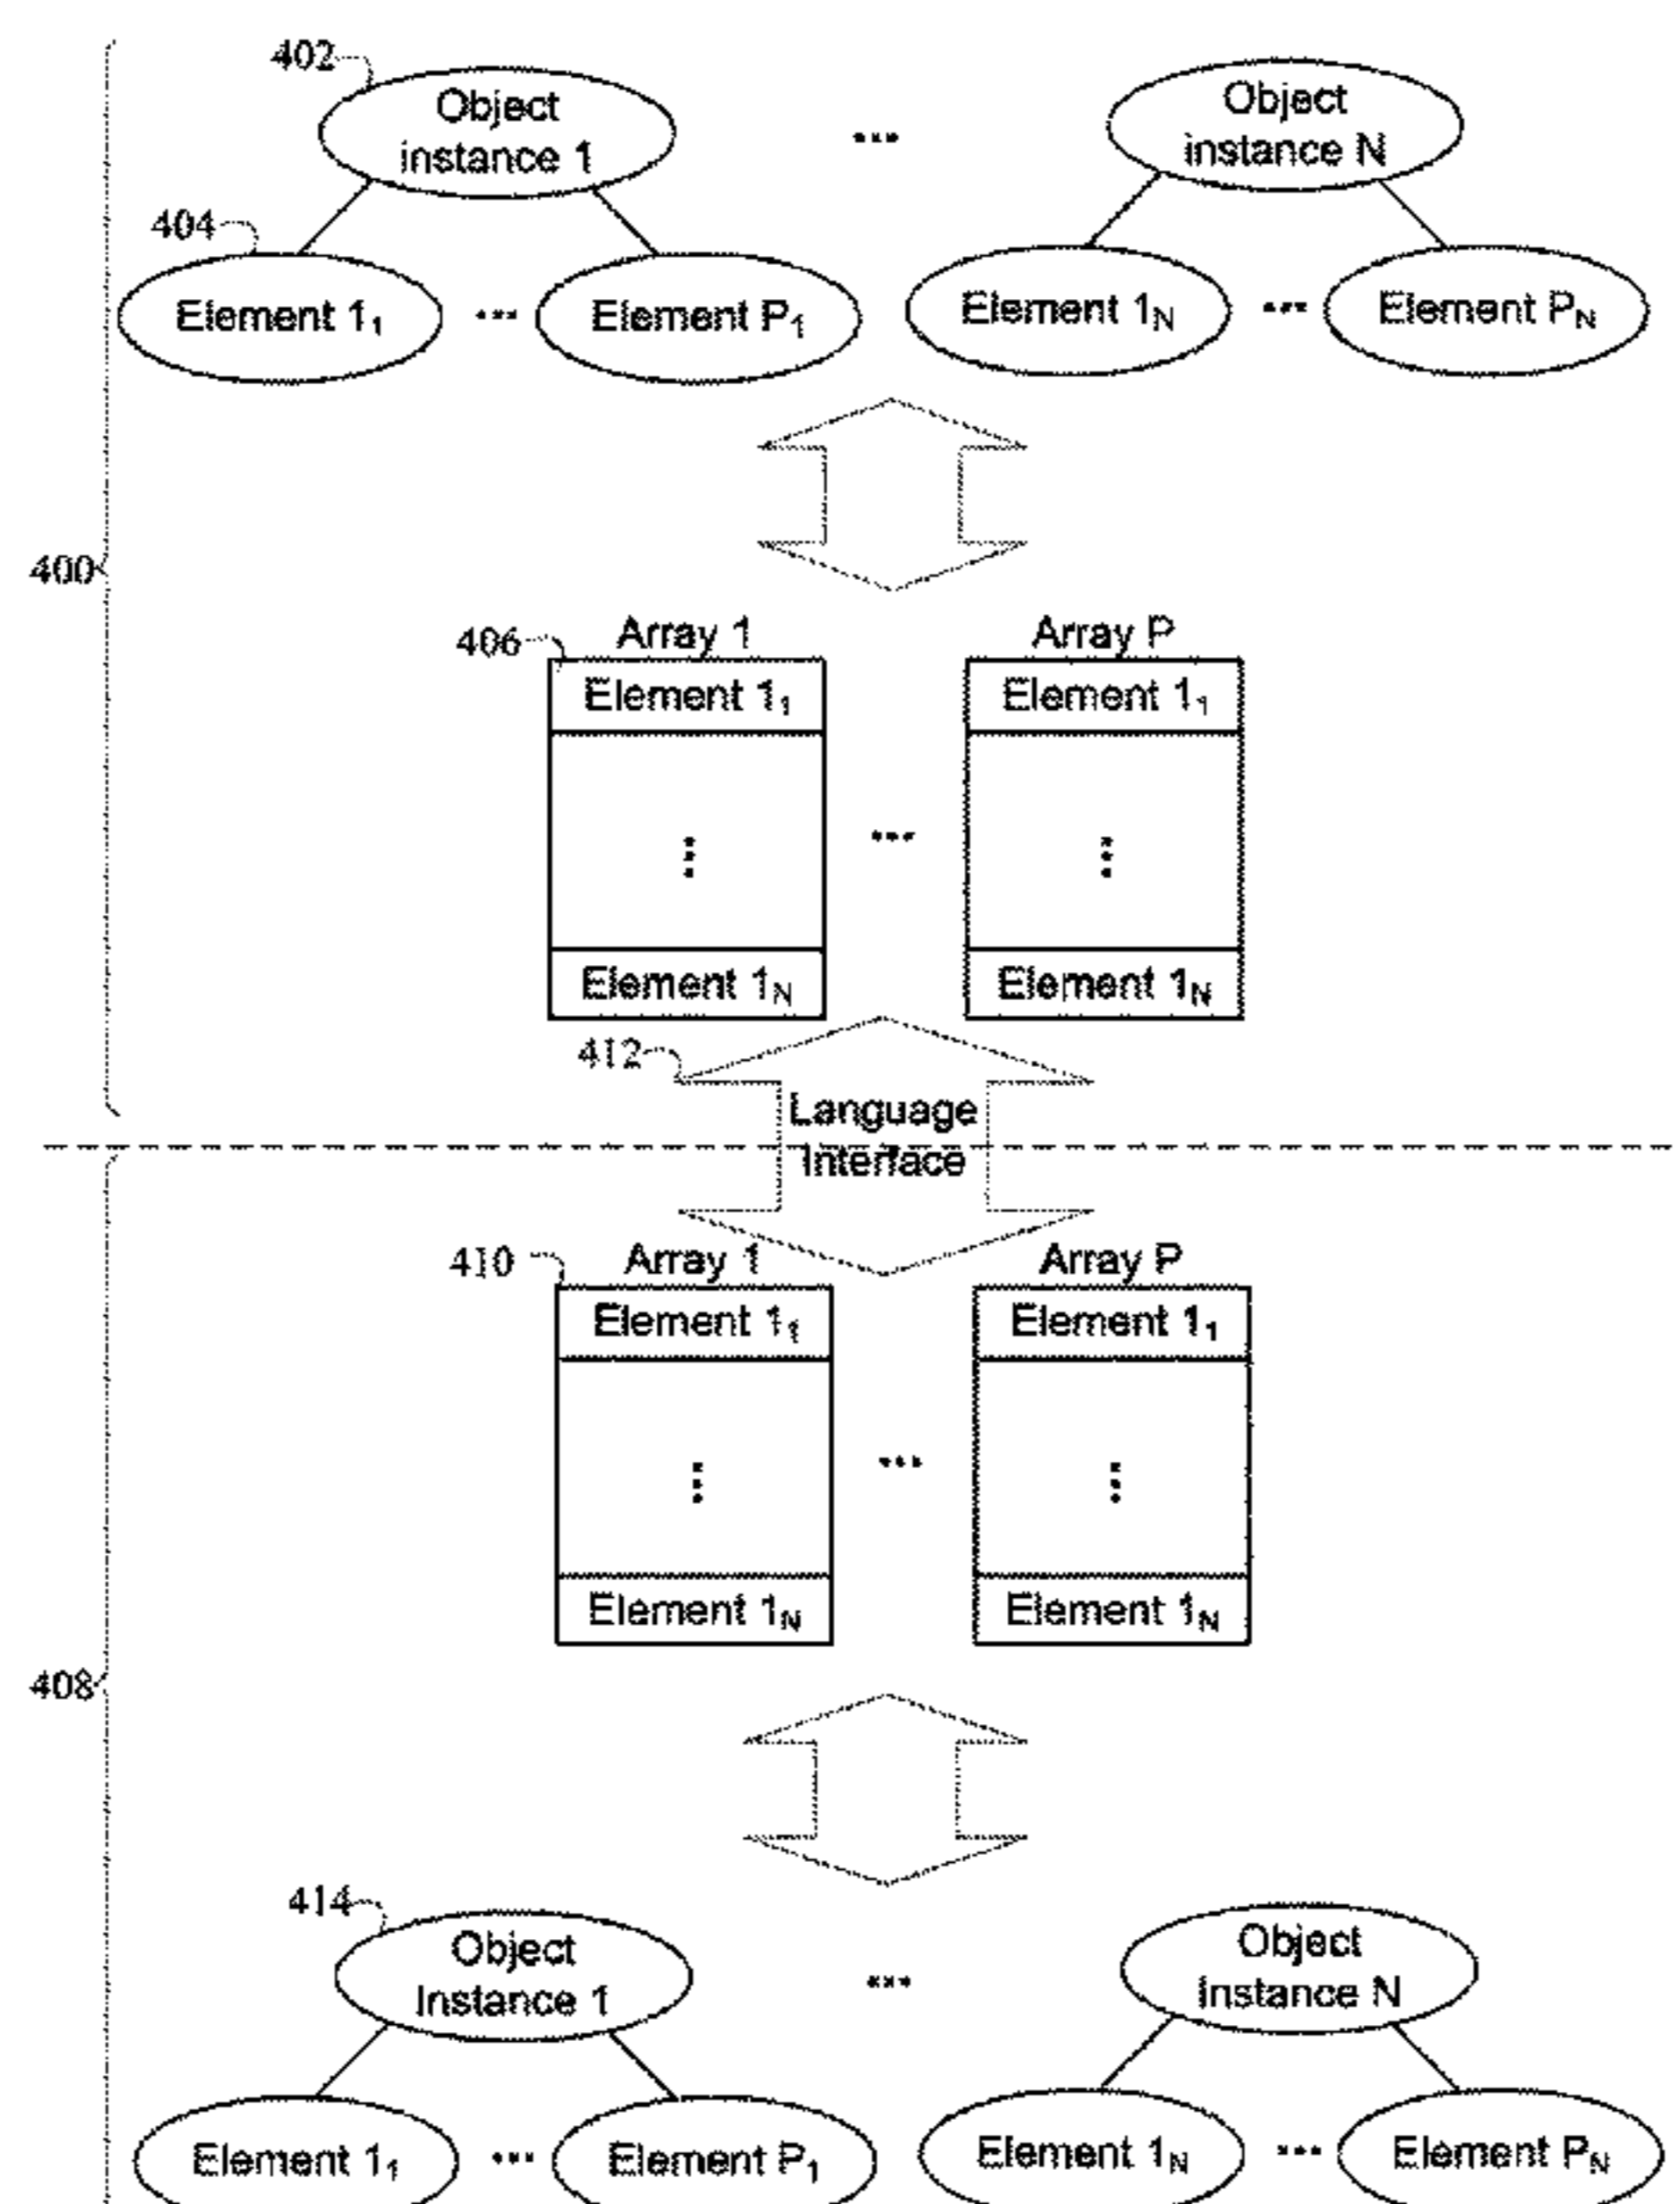 402
Object
instance 1
...
Object
instance N
404
Element 1₁
...
Element P₁
Element 1N
...
Element PN
400
406
Array 1
Array P
Element 1₁
Element 1₁
...
Element 1N
Element 1N
412
Language
Interface
410
Array 1
Array P
Element 1₁
Element 1₁
...
Element 1N
Element 1N
408
414
Object
Instance 1
...
Object
Instance N
Element 1₁
...
Element P₁
Element 1N
...
Element PN